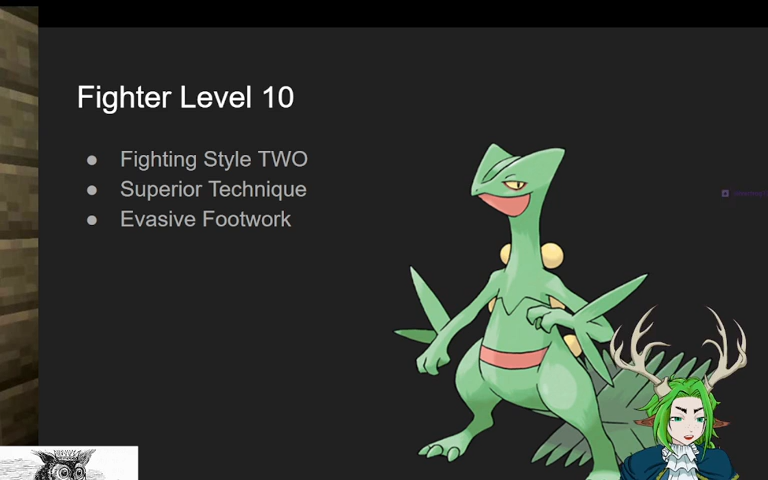 Fighter Level 10
● Fighting Style TWO
● Superior Technique
● Evasive Footwork